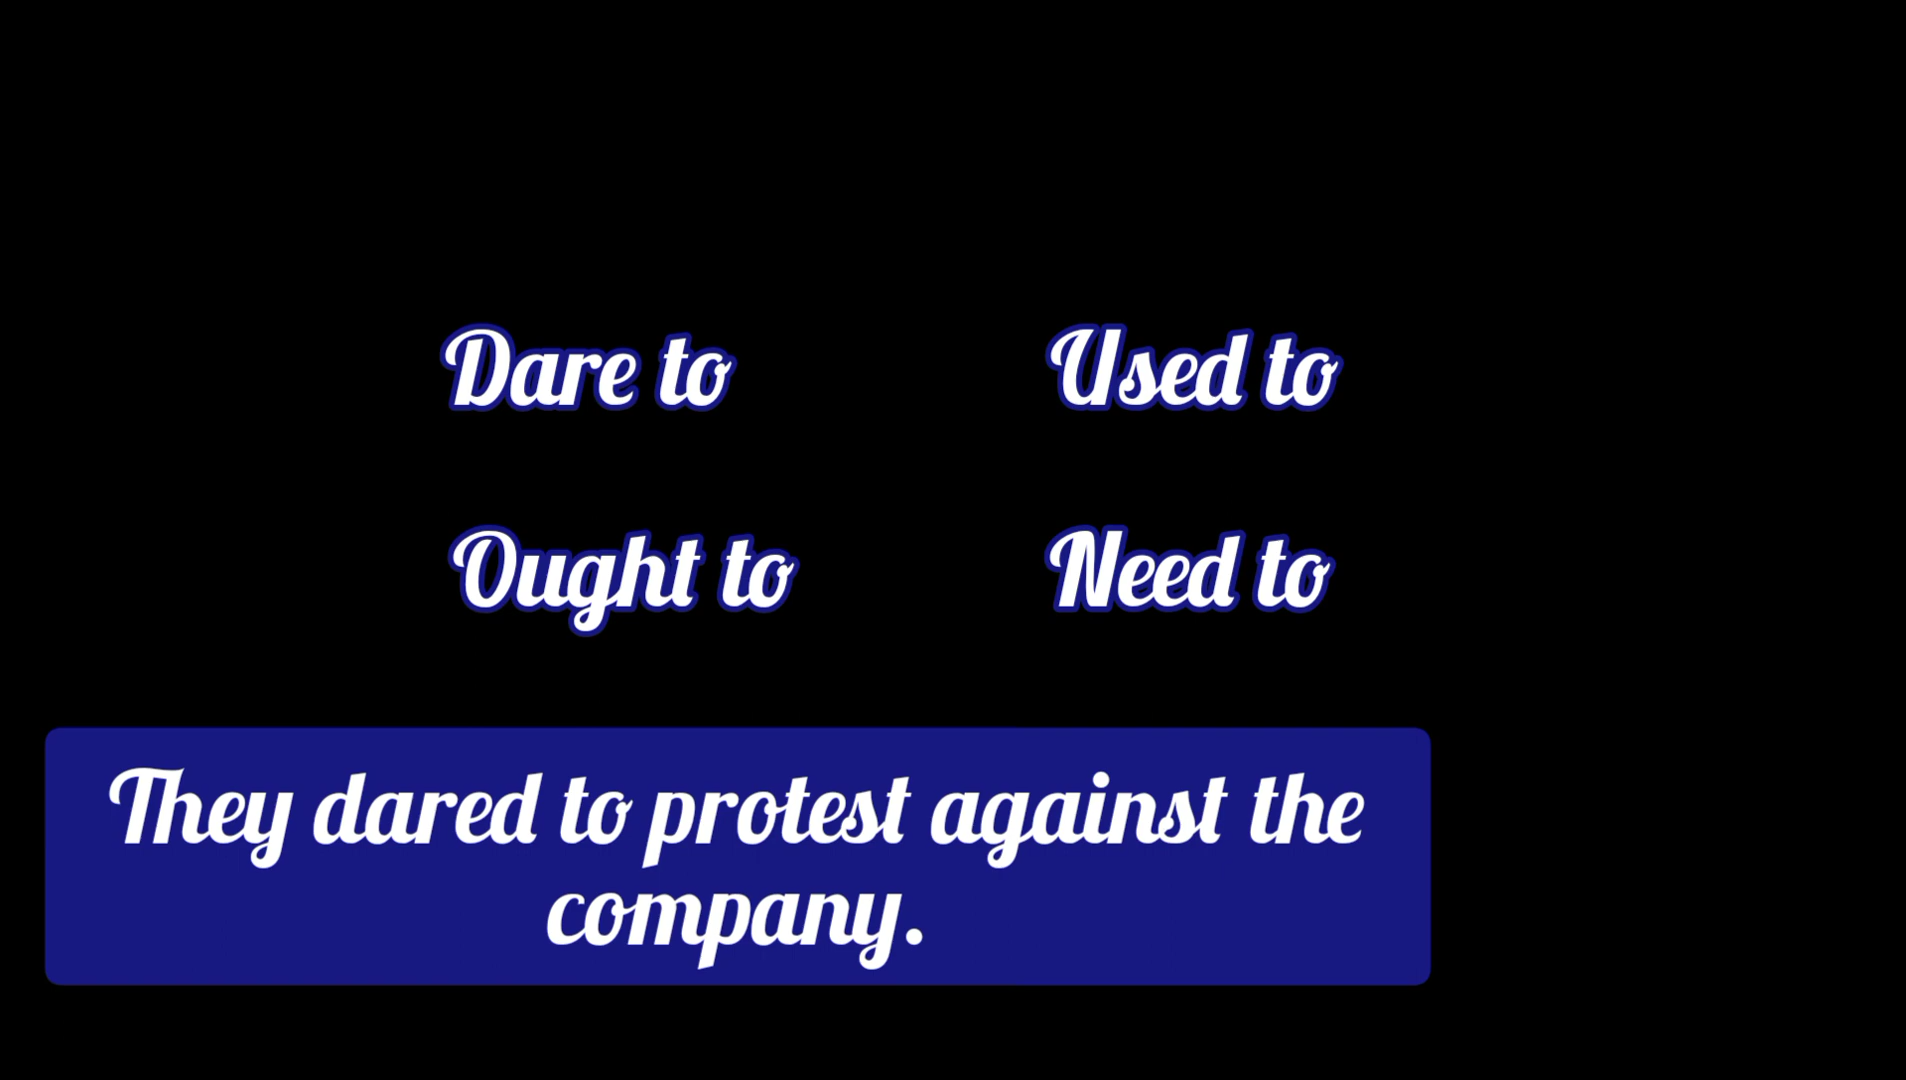 Dare to
Used to
Ought to
Need to
They dared to protest against the
company.